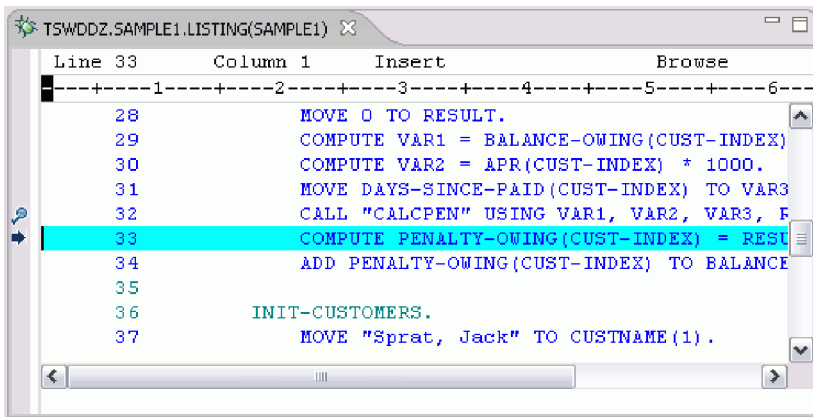 TSWDDZ.SAMPLE1.LISTING(SAMPLE1)
Line 33 Column 1 Insert Browse
----+----1----+----2----+----3----+----4----+----5----+----6---
28 MOVE 0 TO RESULT.
29 COMPUTE VAR1 = BALANCE-OWING(CUST-INDEX)
30 COMPUTE VAR2 = APR(CUST-INDEX) * 1000.
31 MOVE DAYS-SINCE-PAID(CUST-INDEX) TO VAR3
32 CALL "CALCPEN" USING VAR1, VAR2, VAR3, R
33 COMPUTE PENALTY-OWING(CUST-INDEX) = RESU
34 ADD PENALTY-OWING(CUST-INDEX) TO BALANCE
35
36 INIT-CUSTOMERS.
37 MOVE "Sprat, Jack" TO CUSTNAME(1).